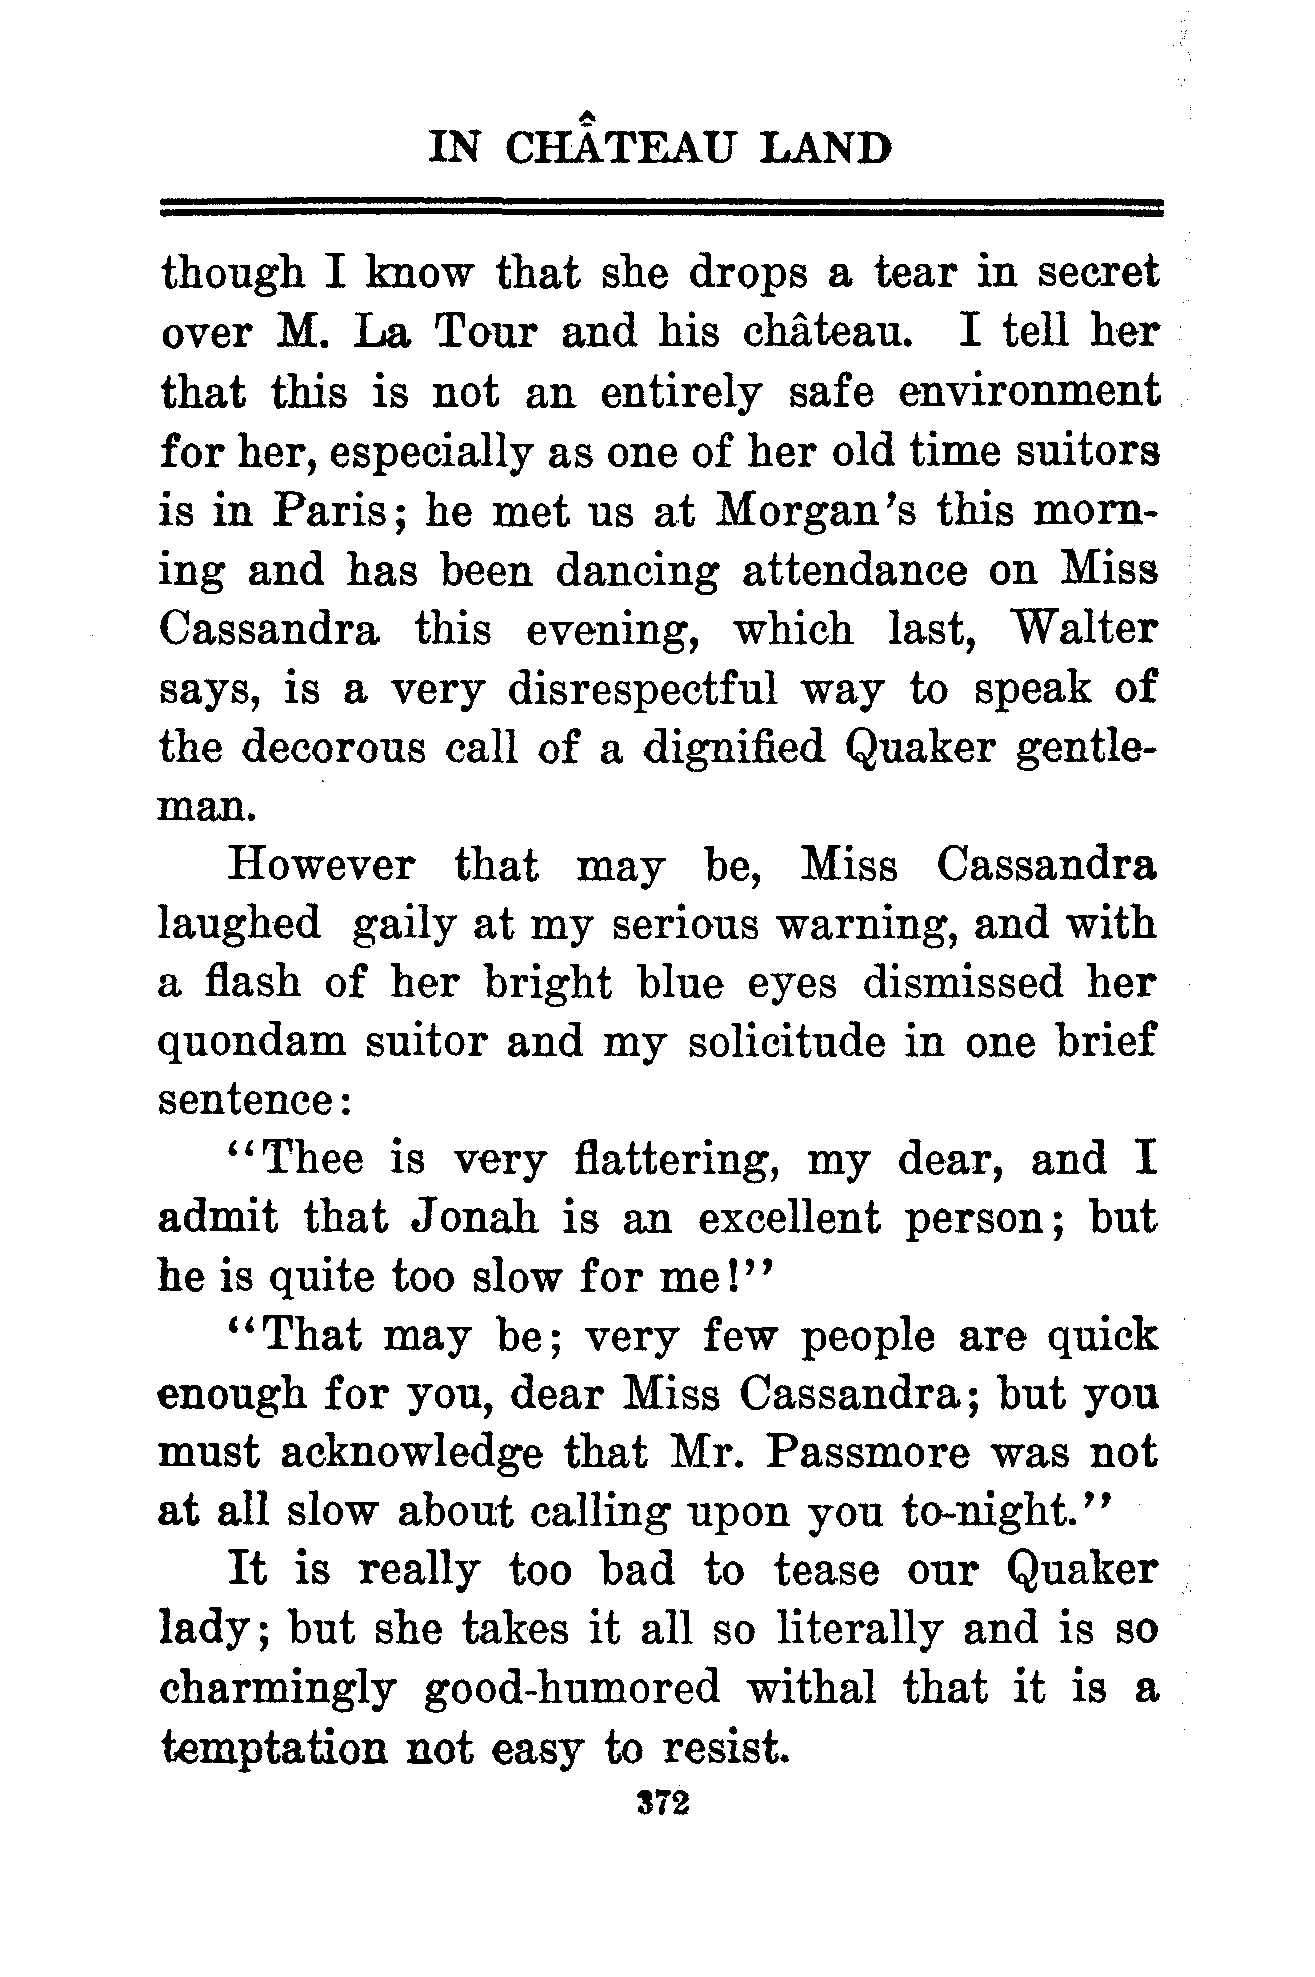 IN CHÂTEAU LAND
though I know that she drops a tear in secret
over M. La Tour and his château. I tell her
that this is not an entirely safe environment
for her, especially as one of her old time suitors
is in Paris; he met us at Morgan's this morn-
ing and has been dancing attendance on Miss
Cassandra this evening, which last, Walter
says, is a very disrespectful way to speak of
the decorous call of a dignified Quaker gentle-
man.
However that may be, Miss Cassandra
laughed gaily at my serious warning, and with
a flash of her bright blue eyes dismissed her
quondam suitor and my solicitude in one brief
sentence:
"Thee is very flattering, my dear, and I
admit that Jonah is an excellent person; but
he is quite too slow for me!"
"That may be; very few people are quick
enough for you, dear Miss Cassandra; but you
must acknowledge that Mr. Passmore was not
at all slow about calling upon you to-night."
It is really too bad to tease our Quaker
lady; but she takes it all so literally and is so
charmingly good-humored withal that it is a
temptation not easy to resist.
372